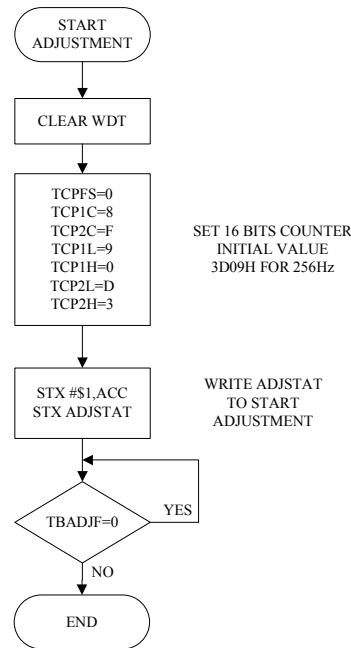 START
ADJUSTMENT
CLEAR WDT
TCPFS=0
TCP1C=8
TCP2C=F
TCP1L=9
TCP1H=0
TCP2L=D
TCP2H=3
SET 16 BITS COUNTER
INITIAL VALUE
3D09H FOR 256Hz
STX #$1,ACC
STX ADJSTAT
WRITE ADJSTAT
TO START
ADJUSTMENT
TBADJF=0
YES
NO
END